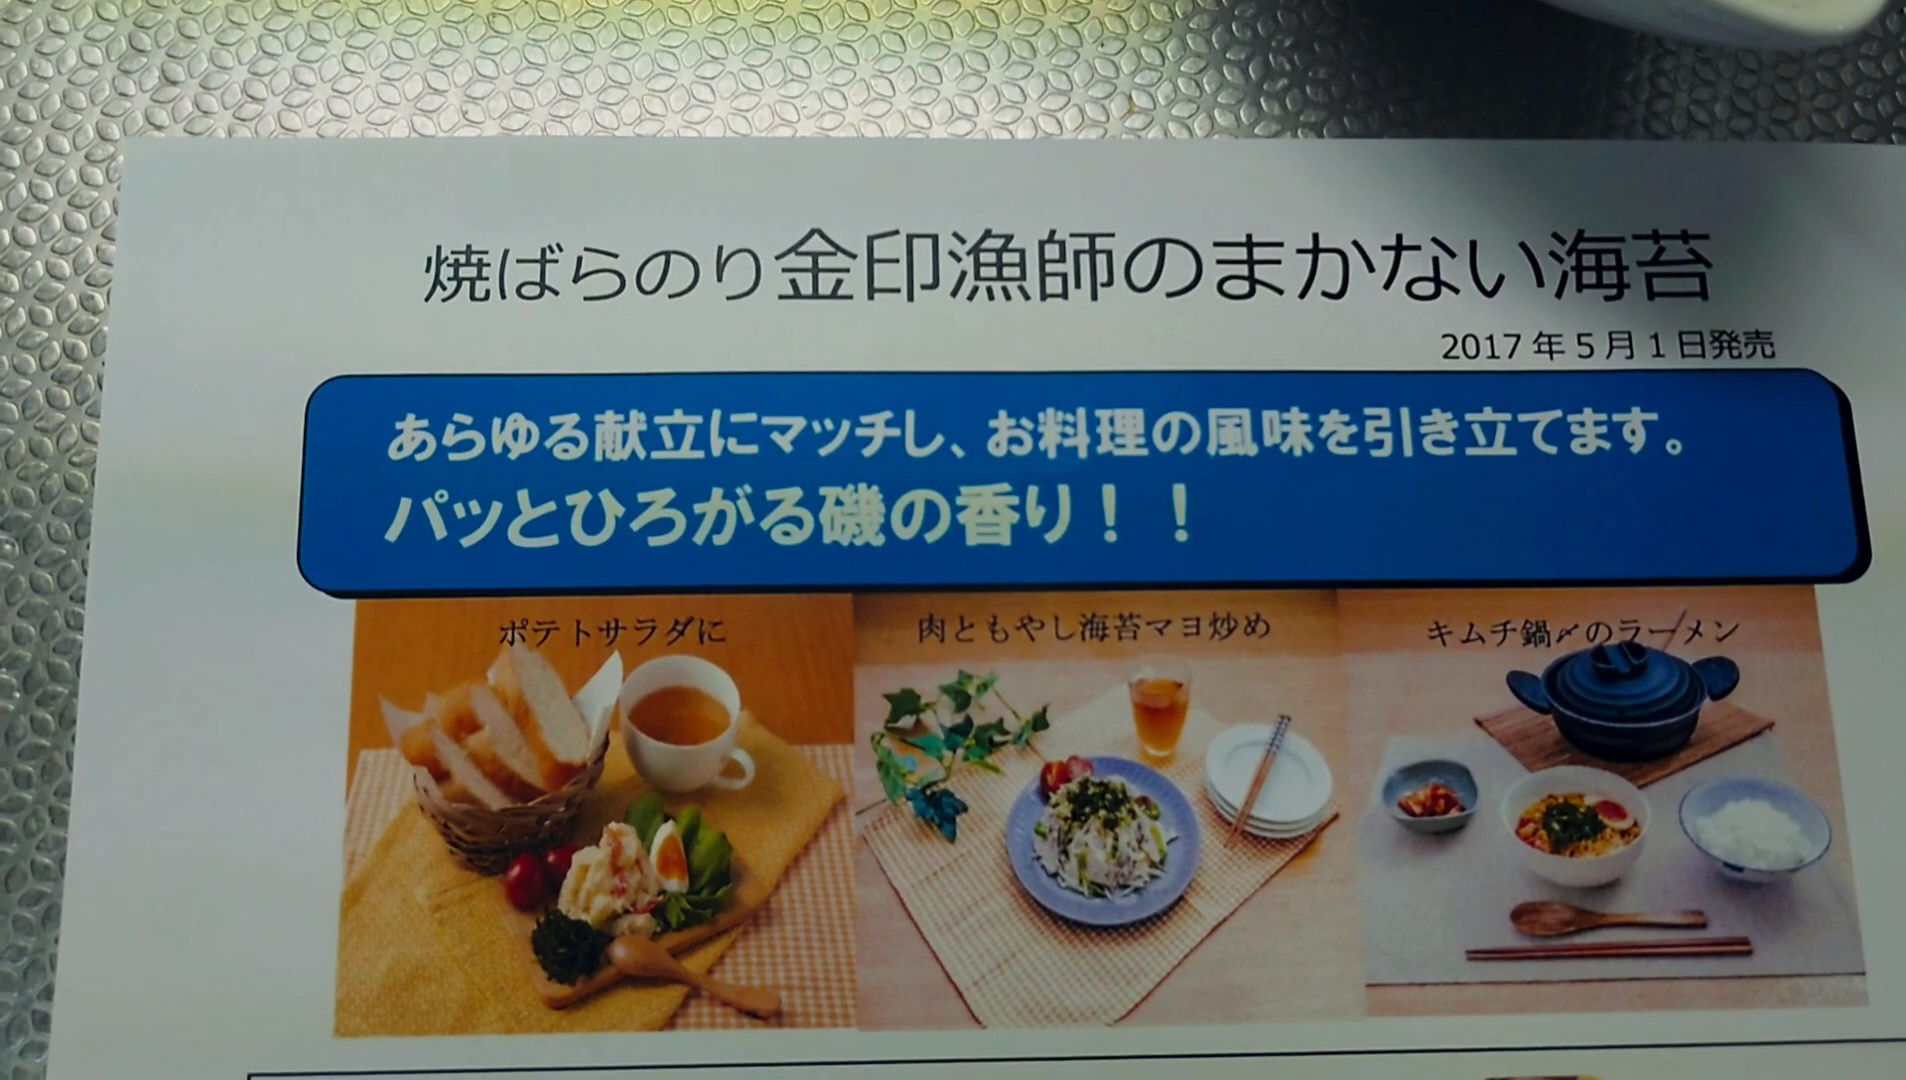 焼ばらのり金印漁師のまかない海苔
2017年5月1日発売
あらゆる献立にマッチし、お料理の風味を引き立てます。
パッとひろがる磯の香り！！
ポテトサラダに
肉ともやし海苔マヨ炒め
キムチ鍋〆のラーメン